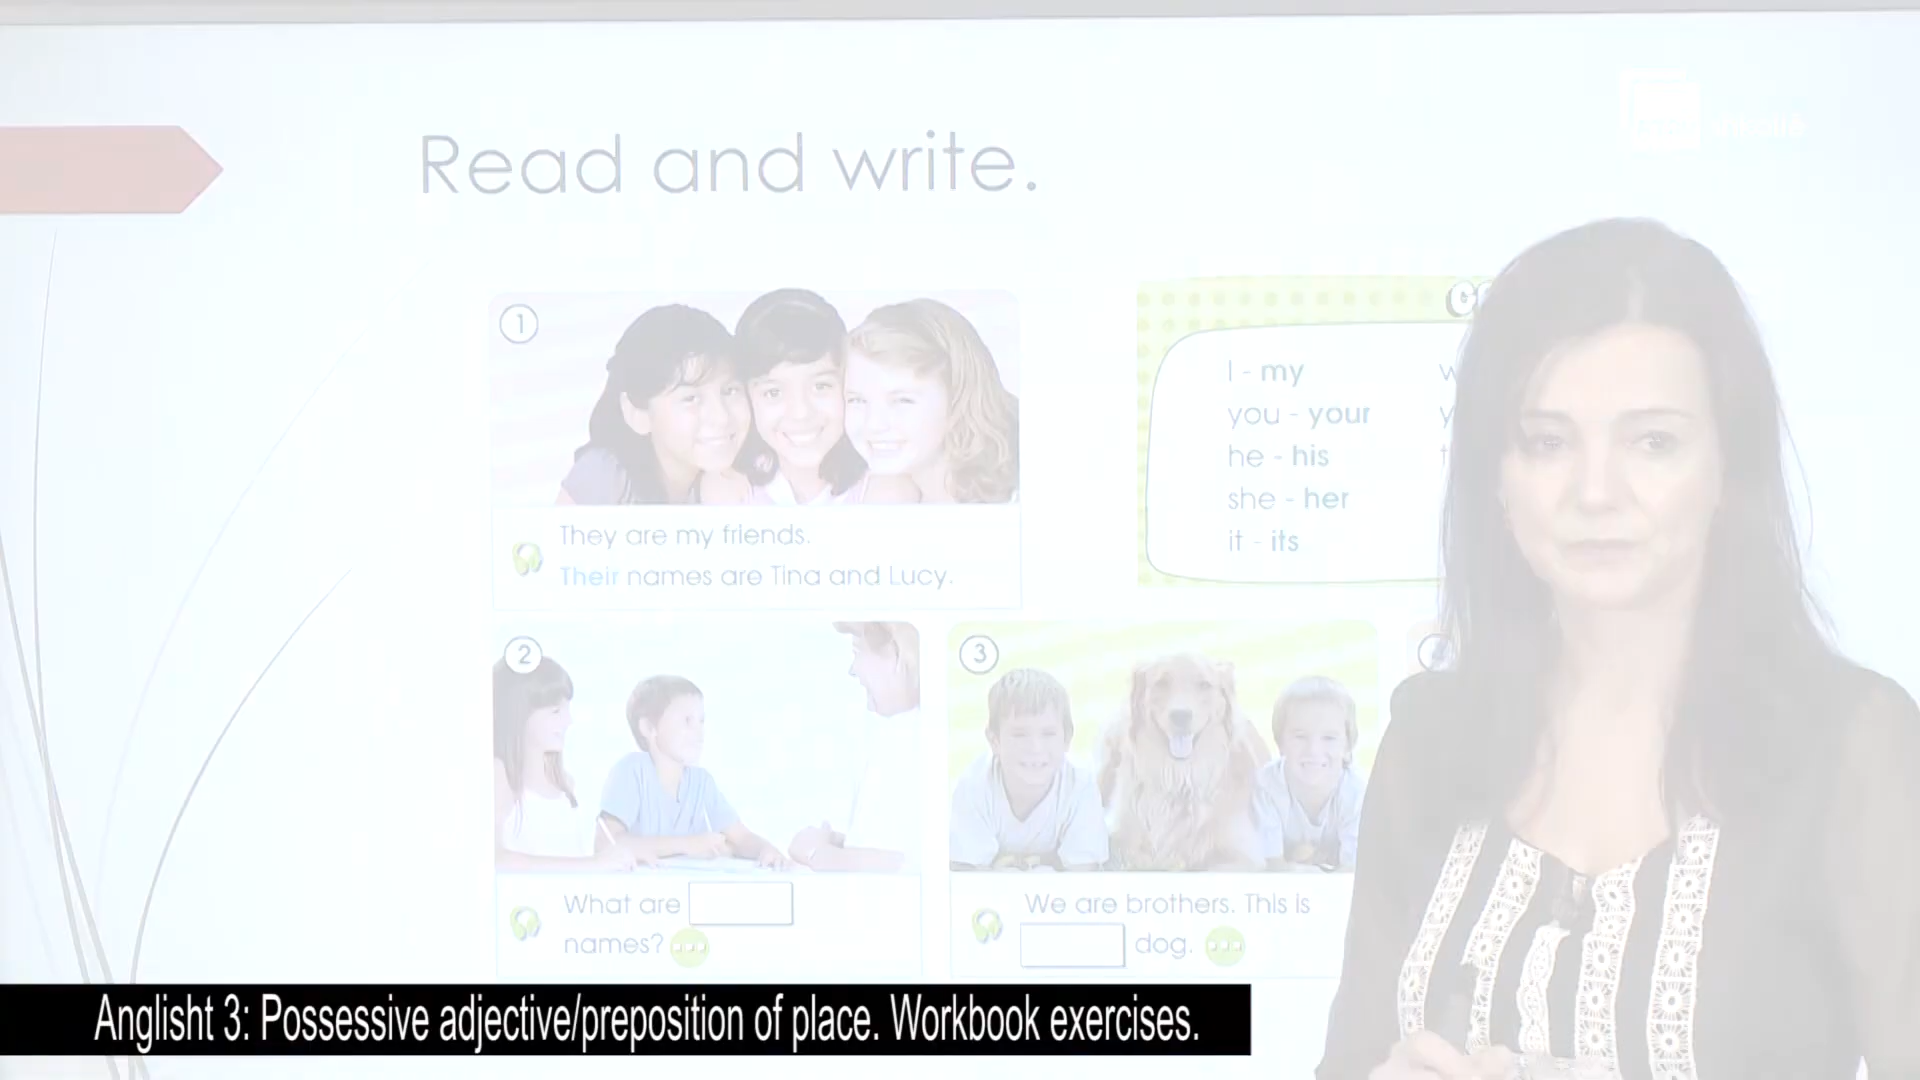 Read and write.
1
They are my friends.
Their names are Tina and Lucy.
I - my
you - your
he - his
she - her
it - its
2
What are
names?
3
We are brothers. This is
dog.
Anglisht 3: Possessive adjective/preposition of place. Workbook exercises.